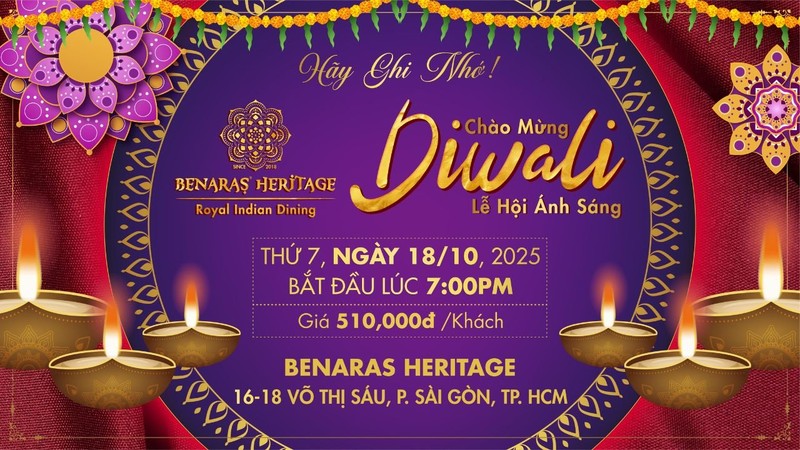 Hãy Ghi Nhớ!
SINCE 2018
BENARAS HERITAGE
Royal Indian Dining
Chào Mừng
Diwali
Lễ Hội Ánh Sáng
THỨ 7, NGÀY 18/10, 2025
BẮT ĐẦU LÚC 7:00PM
Giá 510,000đ /Khách
BENARAS HERITAGE
16-18 VÕ THỊ SÁU, P. SÀI GÒN, TP. HCM